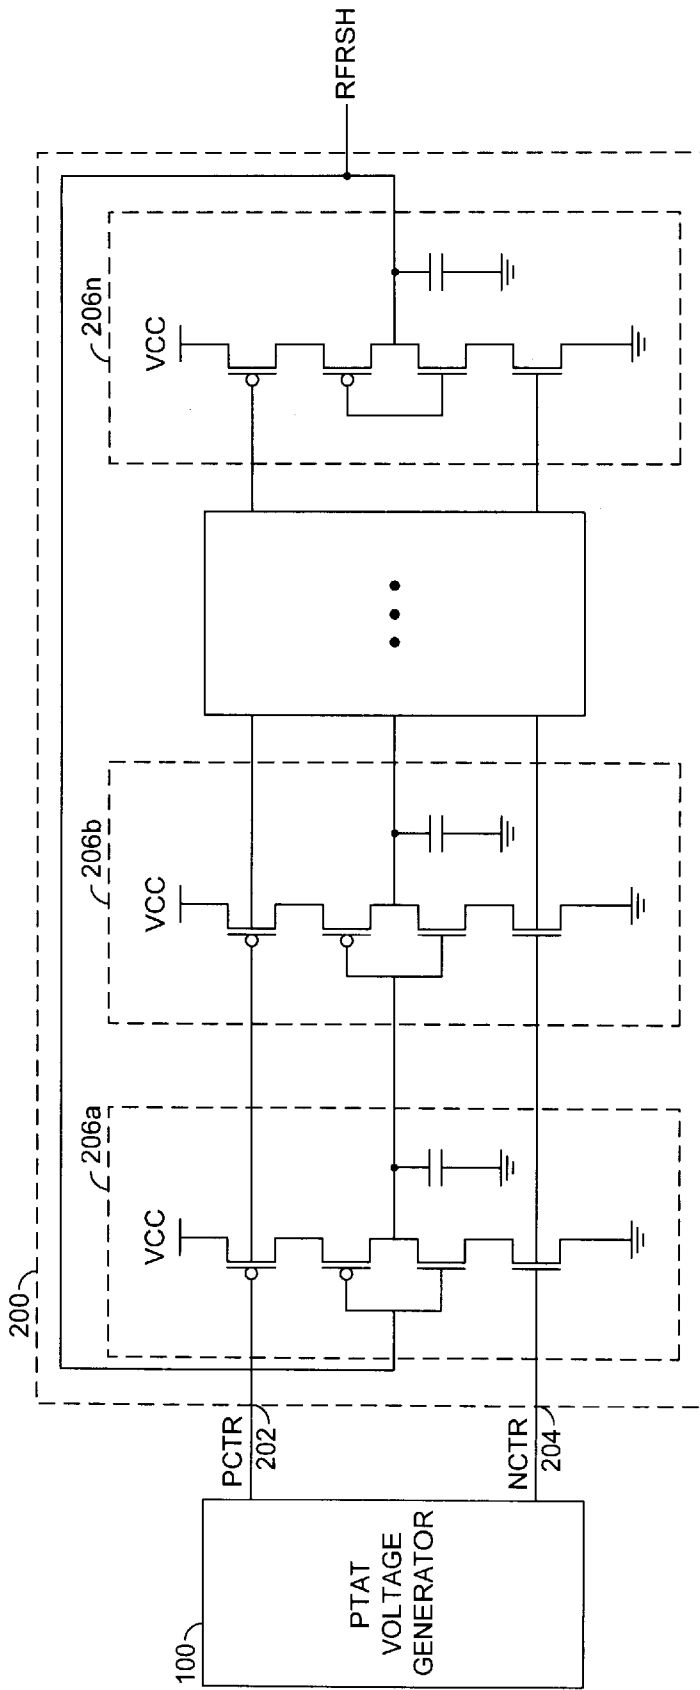 200
206a
206b
206n
VCC
VCC
VCC
RFRSH
PCTR
202
NCTR
204
100
PTAT
VOLTAGE
GENERATOR